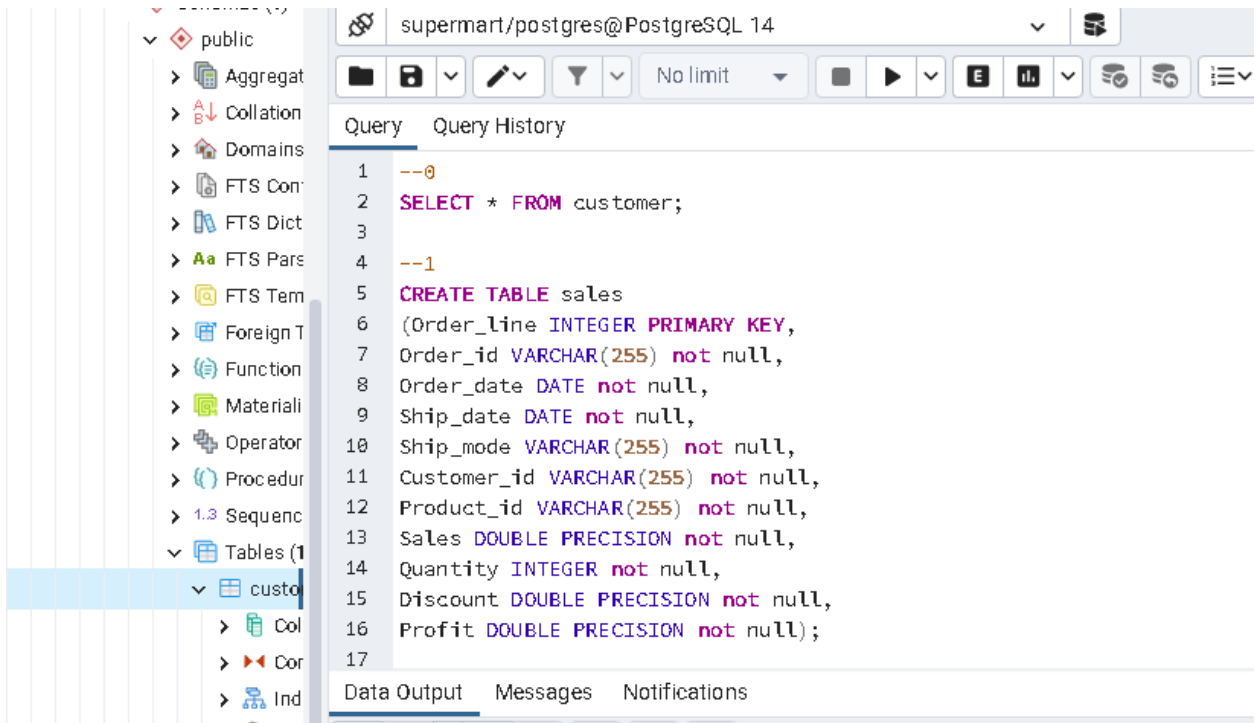 public
Aggregat
Collation
Domains
FTS Con
FTS Dict
Aa FTS Pars
FTS Tem
Foreign T
Function
Materiali
Operator
Procedur
1.3 Sequenc
Tables (1
custo
Col
Cor
Ind
supermart/postgres@PostgreSQL 14
No limit
E
Query Query History
1 --0
2 SELECT * FROM customer;
3
4 --1
5 CREATE TABLE sales
6 (Order_line INTEGER PRIMARY KEY,
7 Order_id VARCHAR(255) not null,
8 Order_date DATE not null,
9 Ship_date DATE not null,
10 Ship_mode VARCHAR(255) not null,
11 Customer_id VARCHAR(255) not null,
12 Product_id VARCHAR(255) not null,
13 Sales DOUBLE PRECISION not null,
14 Quantity INTEGER not null,
15 Discount DOUBLE PRECISION not null,
16 Profit DOUBLE PRECISION not null);
17
Data Output Messages Notifications